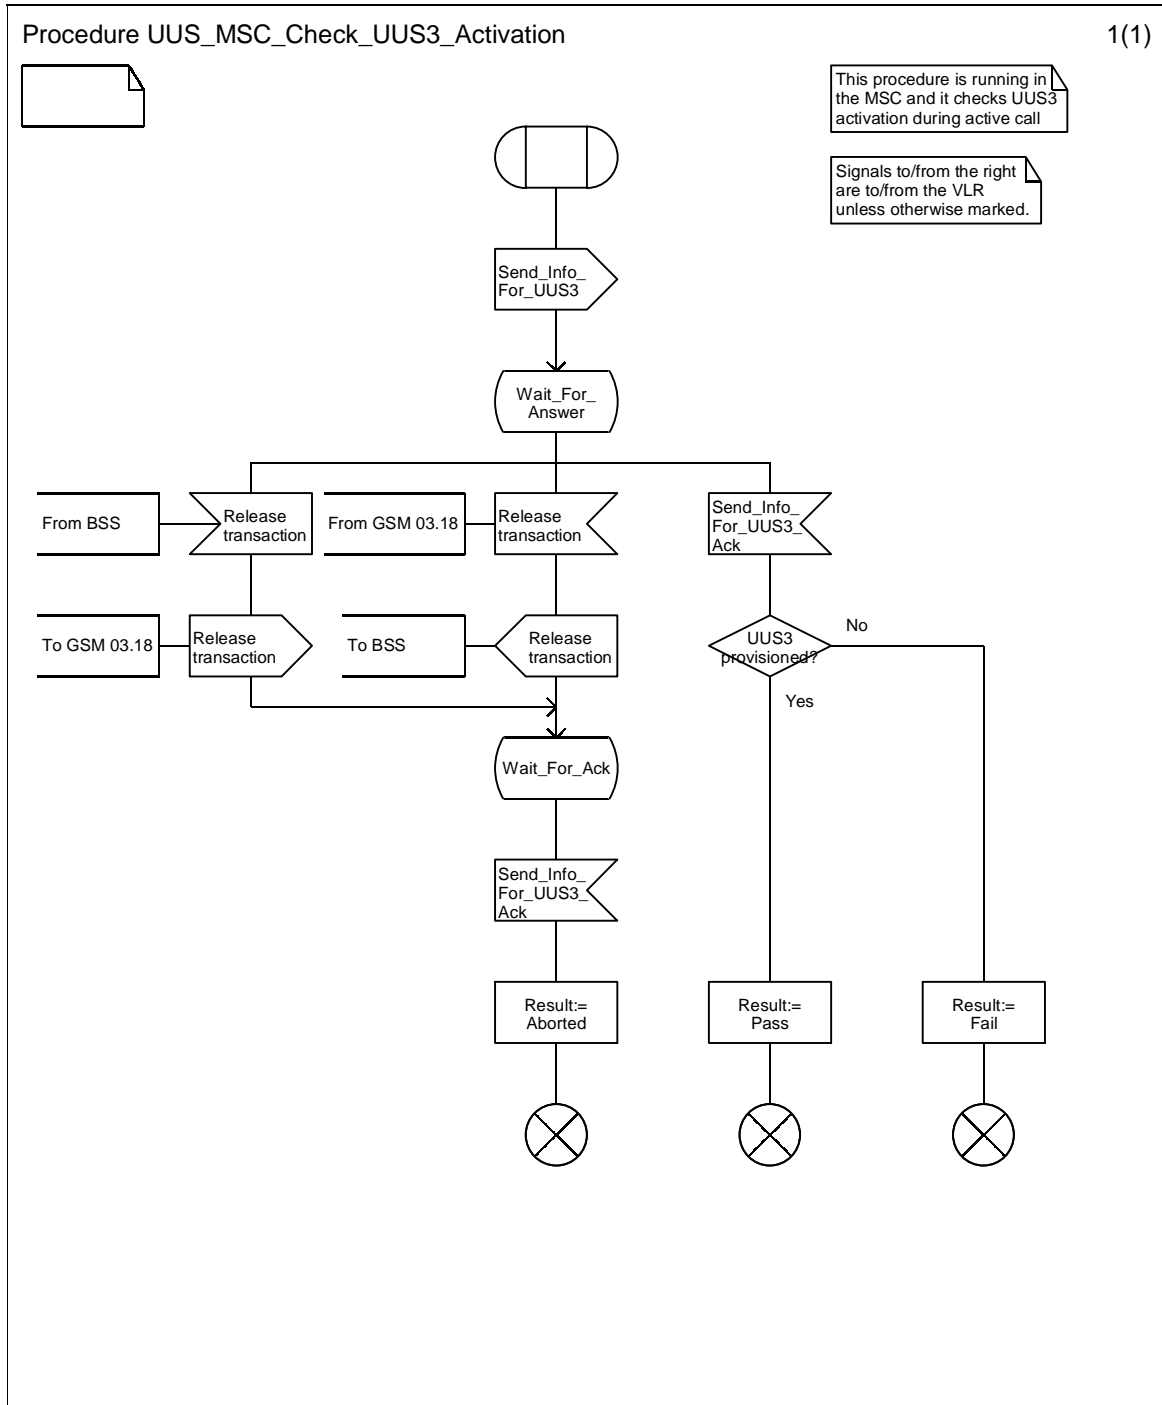 Procedure UUS_MSC_Check_UUS3_Activation
1(1)
This procedure is running in
the MSC and it checks UUS3
activation during active call
Signals to/from the right
are to/from the VLR
unless otherwise marked.
Send_Info_
For_UUS3
Wait_For_
Answer
From BSS
Release
transaction
From GSM 03.18
Release
transaction
Send_Info_
For_UUS3_
Ack
To GSM 03.18
Release
transaction
To BSS
Release
transaction
UUS3
provisioned?
No
Yes
Wait_For_Ack
Send_Info_
For_UUS3_
Ack
Result:=
Aborted
Result:=
Pass
Result:=
Fail